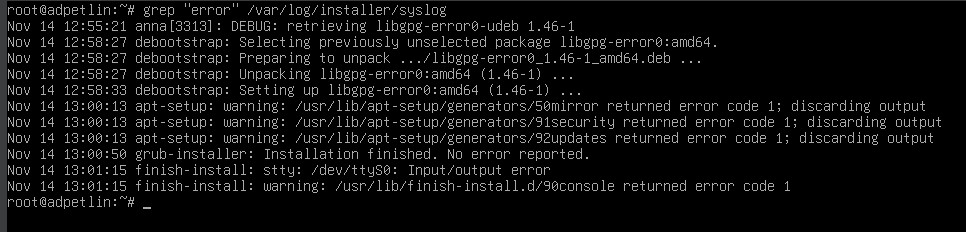 root@adpetlin:~# grep "error" /var/log/installer/syslog
Nov 14 12:55:21 anna[3313]: DEBUG: retrieving libgpg-error0-udeb 1.46-1
Nov 14 12:58:27 debootstrap: Selecting previously unselected package libgpg-error0:amd64.
Nov 14 12:58:27 debootstrap: Preparing to unpack .../libgpg-error0_1.46-1_amd64.deb ...
Nov 14 12:58:27 debootstrap: Unpacking libgpg-error0:amd64 (1.46-1) ...
Nov 14 12:58:33 debootstrap: Setting up libgpg-error0:amd64 (1.46-1) ...
Nov 14 13:00:13 apt-setup: warning: /usr/lib/apt-setup/generators/50mirror returned error code 1; discarding output
Nov 14 13:00:13 apt-setup: warning: /usr/lib/apt-setup/generators/91security returned error code 1; discarding output
Nov 14 13:00:13 apt-setup: warning: /usr/lib/apt-setup/generators/92updates returned error code 1; discarding output
Nov 14 13:00:50 grub-installer: Installation finished. No error reported.
Nov 14 13:01:15 finish-install: stty: /dev/ttyS0: Input/output error
Nov 14 13:01:15 finish-install: warning: /usr/lib/finish-install.d/90console returned error code 1
root@adpetlin:~# _